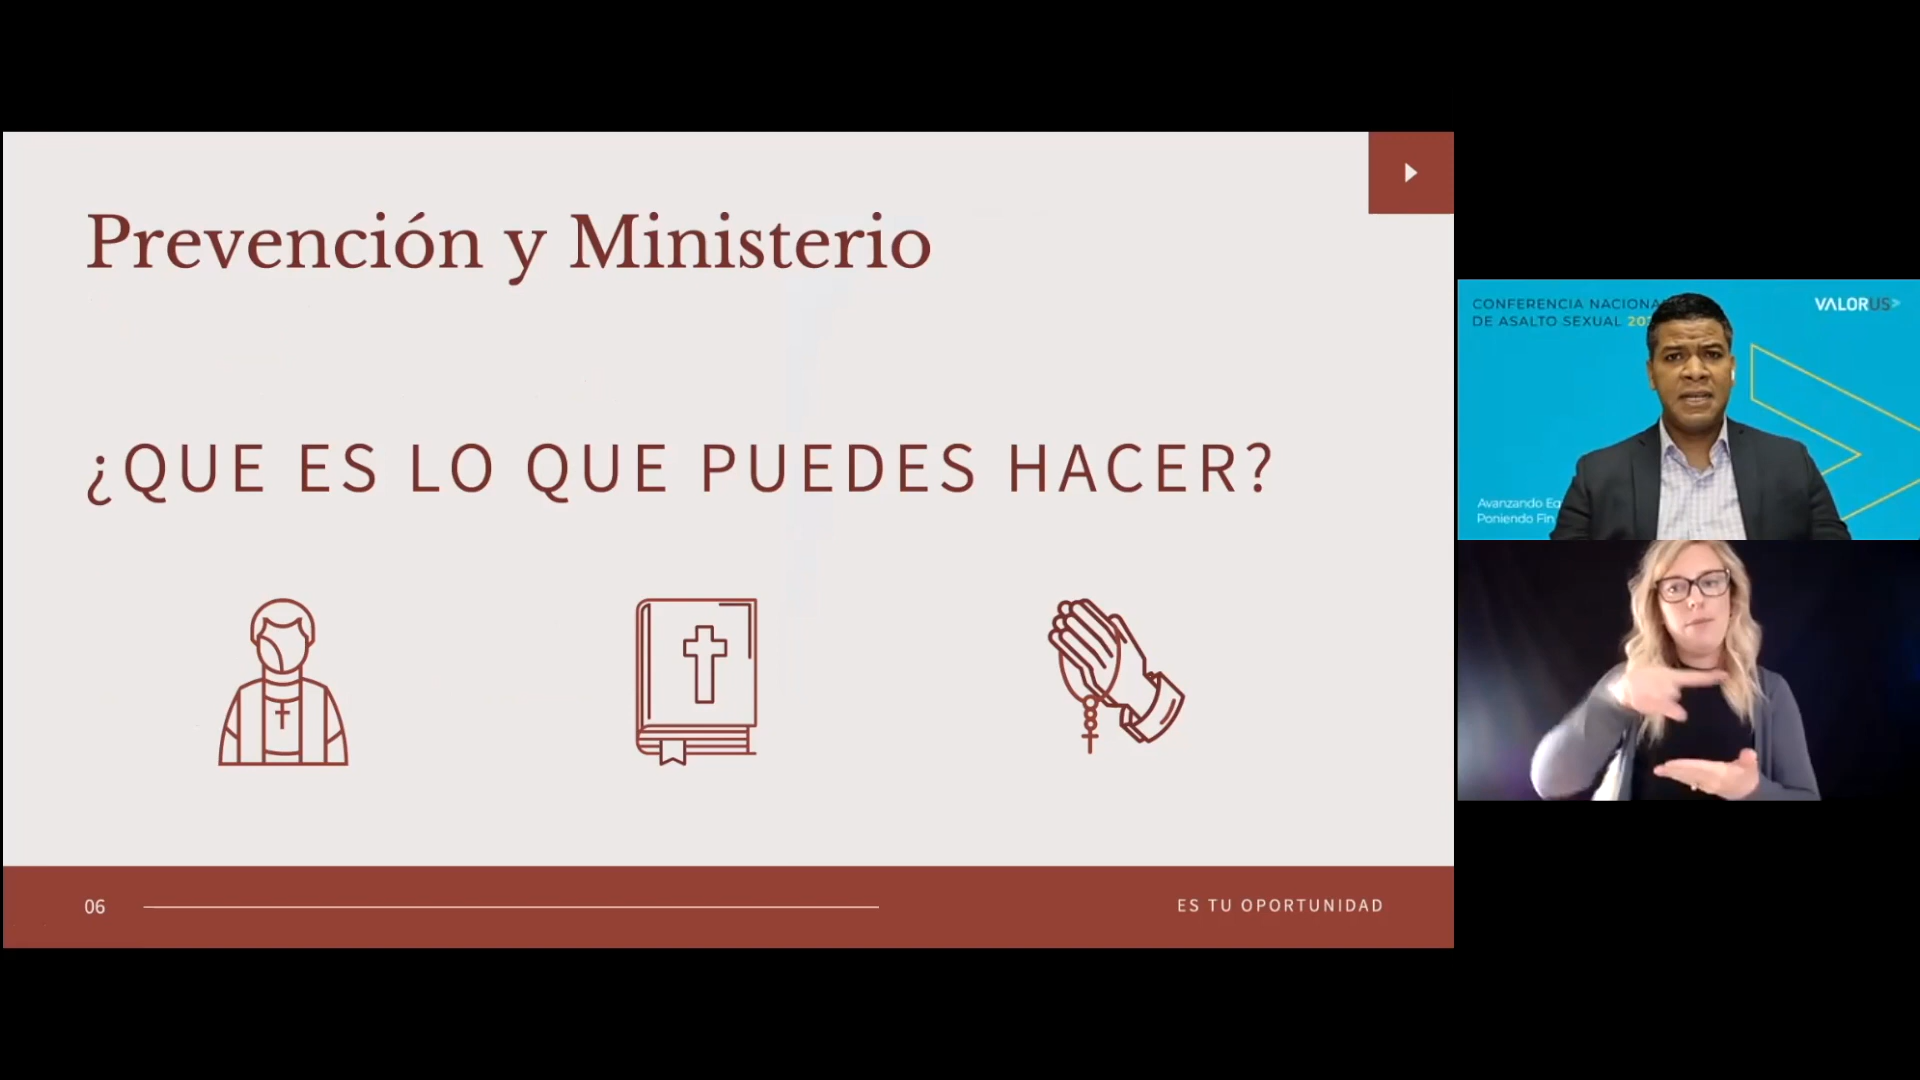 Prevención y Ministerio
¿QUE ES LO QUE PUEDES HACER?
06
ES TU OPORTUNIDAD
CONFERENCIA
DE ASALTO SEXUAL
VALORUS>
Avanzando
Poniendo Fin